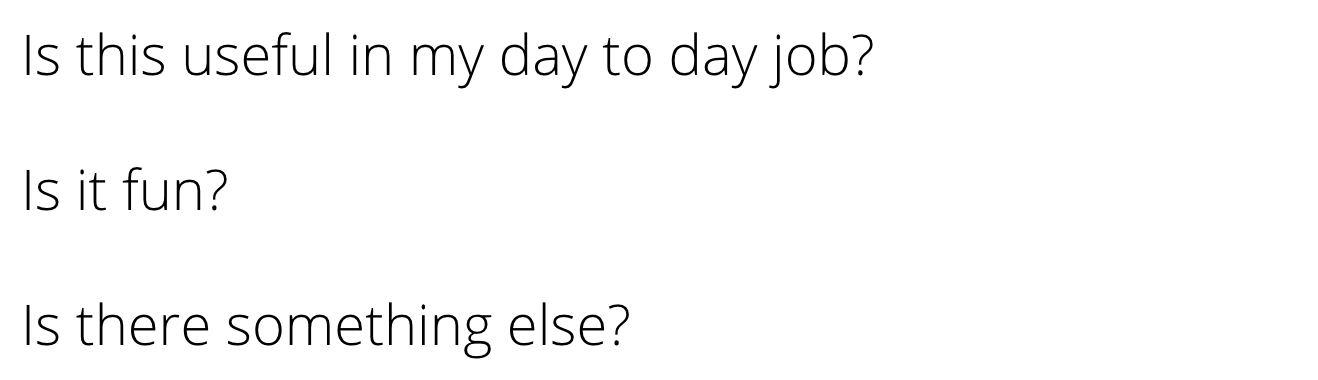 Is this useful in my day to day job?
Is it fun?
Is there something else?